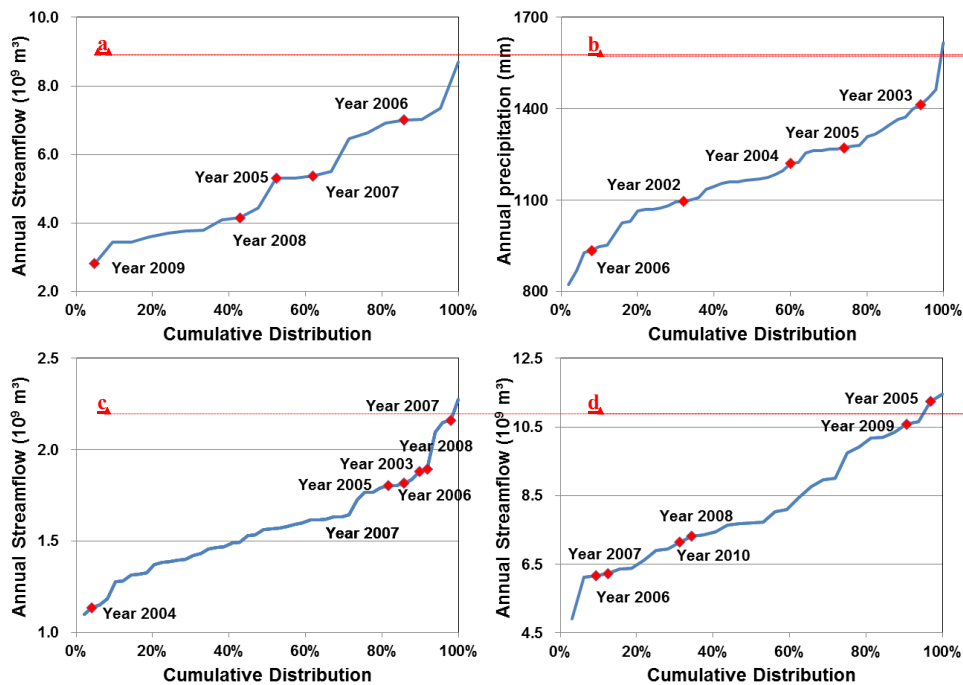 a
Annual Streamflow (10⁹ m³)
10.0
8.0
6.0
4.0
2.0
Year 2006
Year 2005
Year 2007
Year 2008
Year 2009
0% 20% 40% 60% 80% 100%
Cumulative Distribution
b
Annual precipitation (mm)
1700
1400
1100
800
Year 2003
Year 2005
Year 2004
Year 2002
Year 2006
0% 20% 40% 60% 80% 100%
Cumulative Distribution
c
Annual Streamflow (10⁹ m³)
2.5
2.0
1.5
1.0
Year 2007
Year 2008
Year 2003
Year 2005
Year 2006
Year 2007
Year 2004
0% 20% 40% 60% 80% 100%
Cumulative Distribution
d
Annual Streamflow (10⁹ m³)
12.5
10.5
8.5
6.5
4.5
Year 2005
Year 2009
Year 2008
Year 2010
Year 2007
Year 2006
0% 20% 40% 60% 80% 100%
Cumulative Distribution